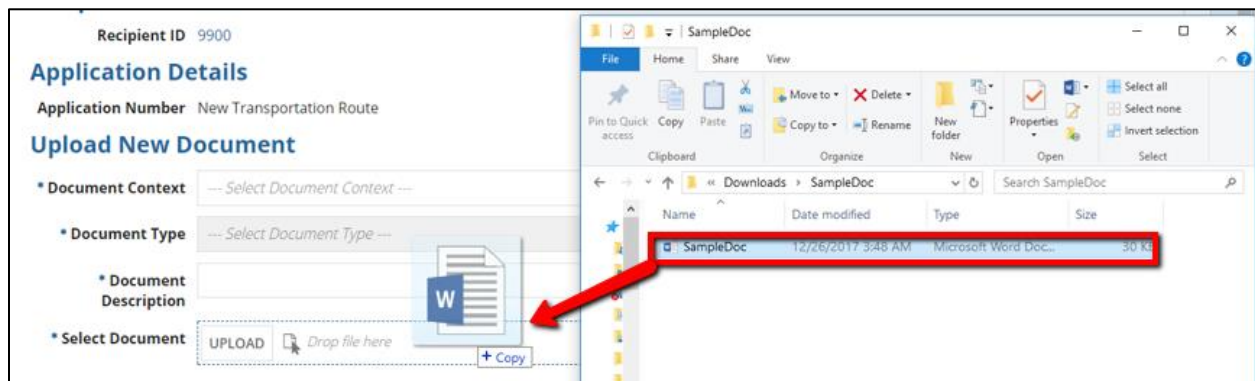 Recipient ID 9900
Application Details
Application Number New Transportation Route
Upload New Document
* Document Context --- Select Document Context ---
* Document Type --- Select Document Type ---
* Document
Description
* Select Document UPLOAD Drop file here
W
+ Copy
SampleDoc
File Home Share View
Pin to Quick
access
Copy
Paste
Move to
Copy to
Delete
Rename
New
folder
Properties
Select all
Select none
Invert selection
Clipboard Organize New Open Select
« Downloads › SampleDoc
Search SampleDoc
Name Date modified Type Size
SampleDoc 12/26/2017 3:48 AM Microsoft Word Doc... 30